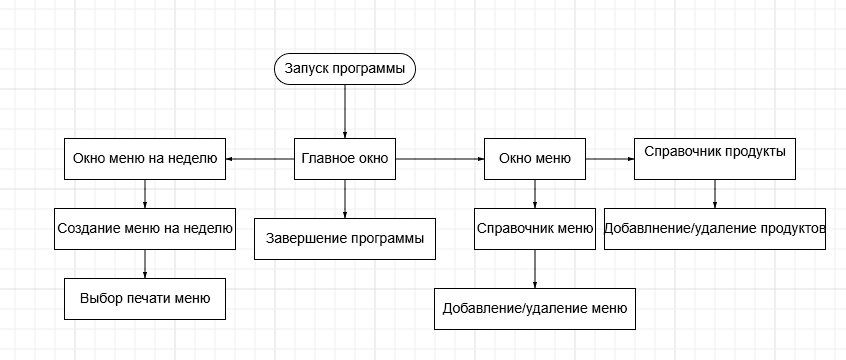 Запуск программы
Окно меню на неделю
Главное окно
Окно меню
Справочник продукты
Создание меню на неделю
Завершение программы
Справочник меню
Добавлнение/удаление продуктов
Выбор печати меню
Добавление/удаление меню